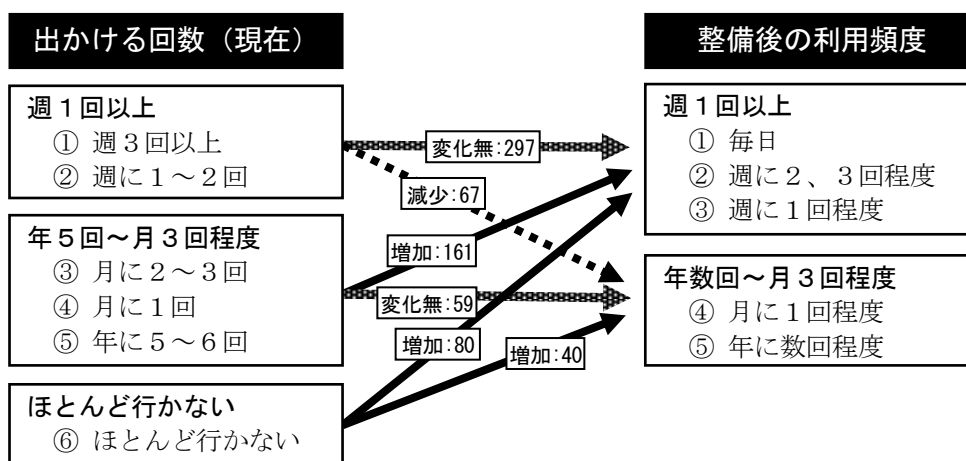 出かける回数（現在）
週１回以上
① 週３回以上
② 週に１～２回
年５回～月３回程度
③ 月に２～３回
④ 月に１回
⑤ 年に５～６回
ほとんど行かない
⑥ ほとんど行かない
変化無:297
減少:67
増加:161
変化無:59
増加:80
増加:40
整備後の利用頻度
週１回以上
① 毎日
② 週に２、３回程度
③ 週に１回程度
年数回～月３回程度
④ 月に１回程度
⑤ 年に数回程度